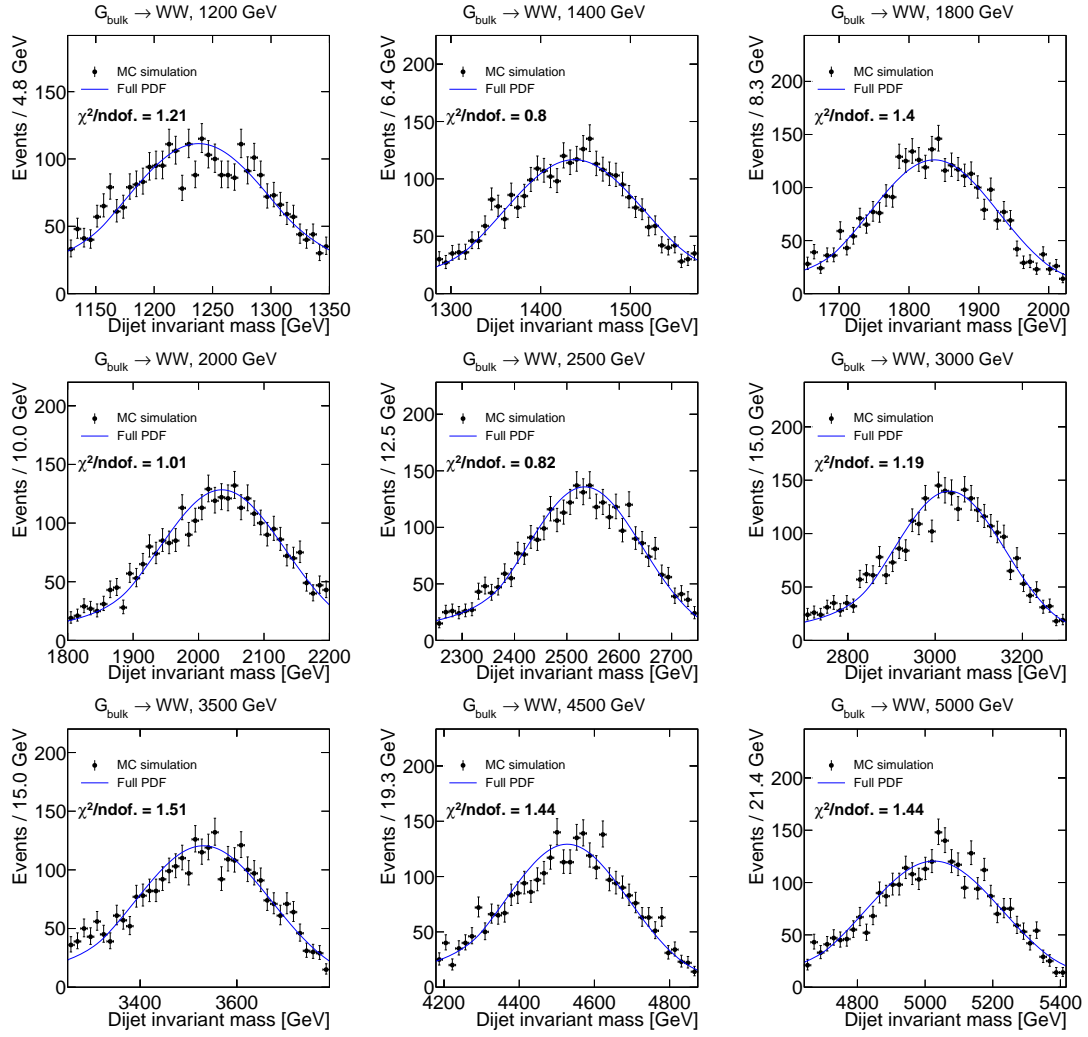 G_bulk → WW, 1200 GeV
Events / 4.8 GeV
MC simulation
Full PDF
χ²/ndof. = 1.21
150
100
50
0
1150 1200 1250 1300 1350
Dijet invariant mass [GeV]
G_bulk → WW, 1400 GeV
Events / 6.4 GeV
MC simulation
Full PDF
χ²/ndof. = 0.8
200
150
100
50
0
1300 1400 1500
Dijet invariant mass [GeV]
G_bulk → WW, 1800 GeV
Events / 8.3 GeV
MC simulation
Full PDF
χ²/ndof. = 1.4
200
150
100
50
0
1700 1800 1900 2000
Dijet invariant mass [GeV]
G_bulk → WW, 2000 GeV
Events / 10.0 GeV
MC simulation
Full PDF
χ²/ndof. = 1.01
200
150
100
50
0
1800 1900 2000 2100 2200
Dijet invariant mass [GeV]
G_bulk → WW, 2500 GeV
Events / 12.5 GeV
MC simulation
Full PDF
χ²/ndof. = 0.82
200
150
100
50
0
2300 2400 2500 2600 2700
Dijet invariant mass [GeV]
G_bulk → WW, 3000 GeV
Events / 15.0 GeV
MC simulation
Full PDF
χ²/ndof. = 1.19
200
150
100
50
0
2800 3000 3200
Dijet invariant mass [GeV]
G_bulk → WW, 3500 GeV
Events / 15.0 GeV
MC simulation
Full PDF
χ²/ndof. = 1.51
200
150
100
50
0
3400 3600
Dijet invariant mass [GeV]
G_bulk → WW, 4500 GeV
Events / 19.3 GeV
MC simulation
Full PDF
χ²/ndof. = 1.44
200
150
100
50
0
4200 4400 4600 4800
Dijet invariant mass [GeV]
G_bulk → WW, 5000 GeV
Events / 21.4 GeV
MC simulation
Full PDF
χ²/ndof. = 1.44
200
150
100
50
0
4800 5000 5200 5400
Dijet invariant mass [GeV]